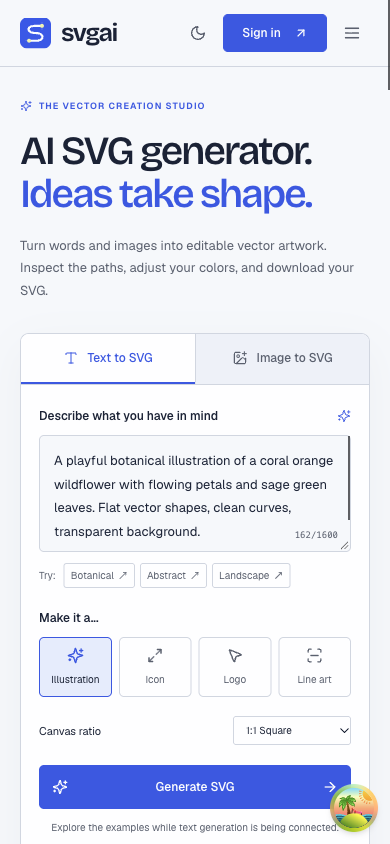 svgai
Sign in
THE VECTOR CREATION STUDIO
AI SVG generator.
Ideas take shape.
Turn words and images into editable vector artwork.
Inspect the paths, adjust your colors, and download your
SVG.
Text to SVG
Image to SVG
Describe what you have in mind
A playful botanical illustration of a coral orange
wildflower with flowing petals and sage green
leaves. Flat vector shapes, clean curves,
transparent background.
162/1600
Try: Botanical ↗ Abstract ↗ Landscape ↗
Make it a...
Illustration
Icon
Logo
Line art
Canvas ratio
1:1 Square
Generate SVG
Explore the examples while text generation is being connected.